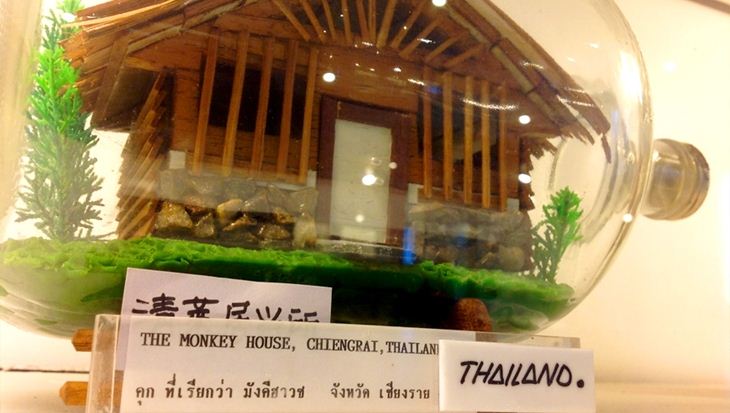 THE MONKEY HOUSE, CHIENGRAI,THAILAN
คุก ที่เรียกว่า มังคีฮาวซ จังหวัด เชียงราย
THAILAND.